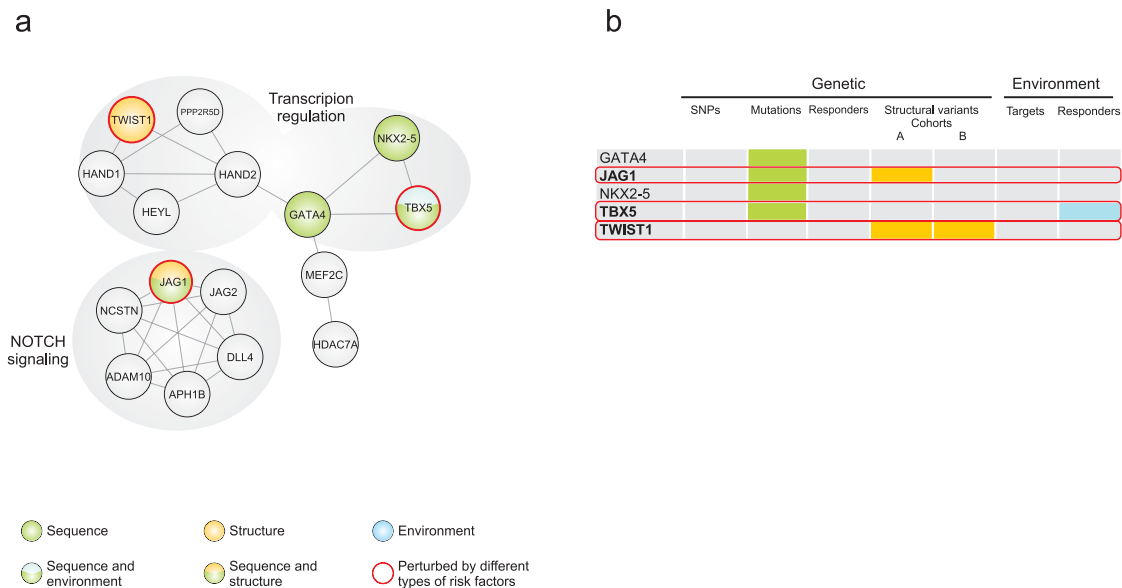 a
b
Transcripion
regulation
TWIST1
PPP2R5D
NKX2-5
HAND1
HAND2
HEYL
GATA4
TBX5
MEF2C
HDAC7A
JAG1
JAG2
NCSTN
DLL4
ADAM10
APH1B
NOTCH
signaling
Genetic
Environment
SNPs
Mutations
Responders
Structural variants
Cohorts
A
B
Targets
Responders
GATA4
JAG1
NKX2-5
TBX5
TWIST1
Sequence
Structure
Environment
Sequence and
environment
Sequence and
structure
Perturbed by different
types of risk factors